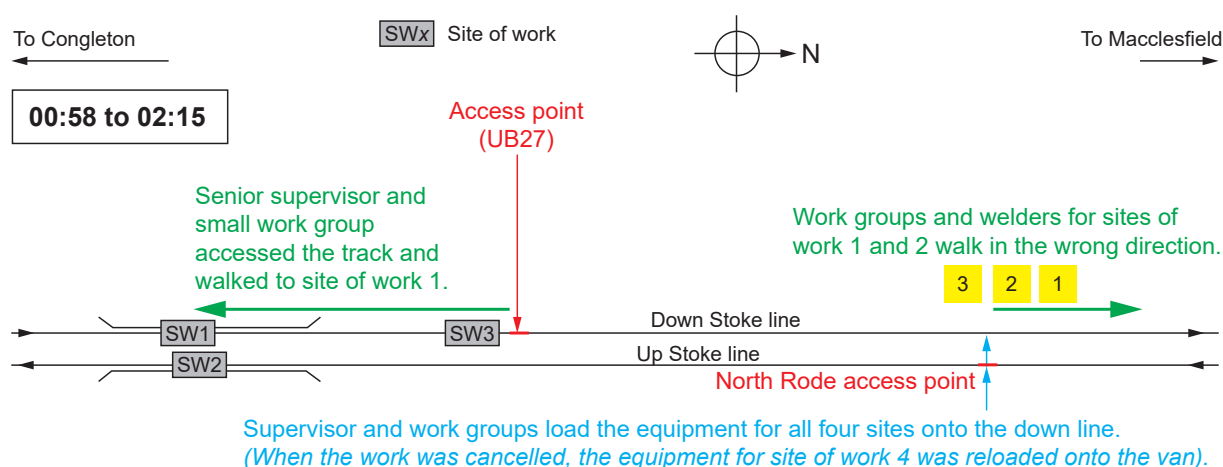 To Congleton
SWx Site of work
N
To Macclesfield
00:58 to 02:15
Access point
(UB27)
Senior supervisor and
small work group
accessed the track and
walked to site of work 1.
Work groups and welders for sites of
work 1 and 2 walk in the wrong direction.
3 2 1
SW1
SW3
Down Stoke line
SW2
Up Stoke line
North Rode access point
Supervisor and work groups load the equipment for all four sites onto the down line.
(When the work was cancelled, the equipment for site of work 4 was reloaded onto the van).